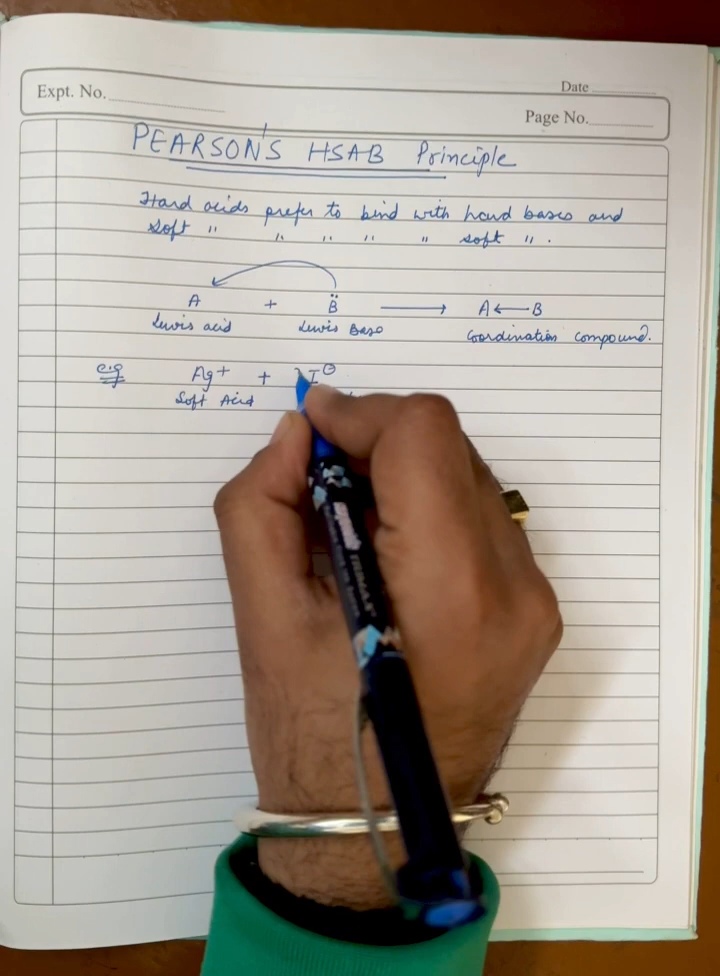 Expt. No.
Date
Page No.
PEARSON'S HSAB Principle
Hard acids prefer to bind with hard bases and
soft " " " " " soft " .
A + B̈ → A ← B
Lewis acid Lewis Base Coordination compound.
e.g Ag+ + I⊖
Soft Acid
TRIMAX